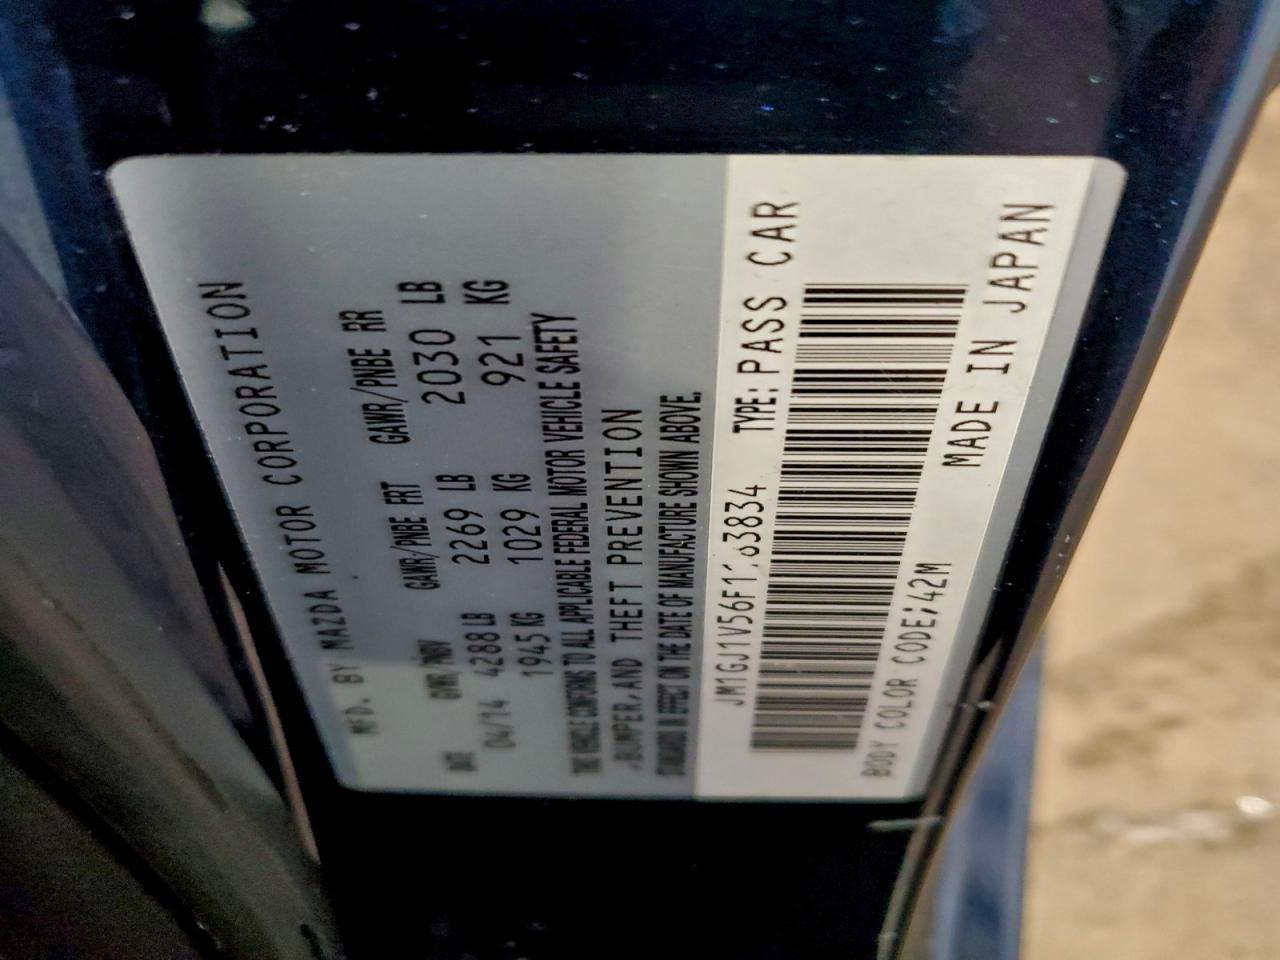 MFD. BY MAZDA MOTOR CORPORATION
DATE GVWR/PNBV GAWR/PNBE FRT GAWR/PNBE RR
04/14 4288 LB 2269 LB 2030 LB
1945 KG 1029 KG 921 KG
THIS VEHICLE CONFORMS TO ALL APPLICABLE FEDERAL MOTOR VEHICLE SAFETY
,BUMPER,AND THEFT PREVENTION
STANDARDS IN EFFECT ON THE DATE OF MANUFACTURE SHOWN ABOVE.
TYPE: PASS CAR
BODY COLOR CODE:42M MADE IN JAPAN